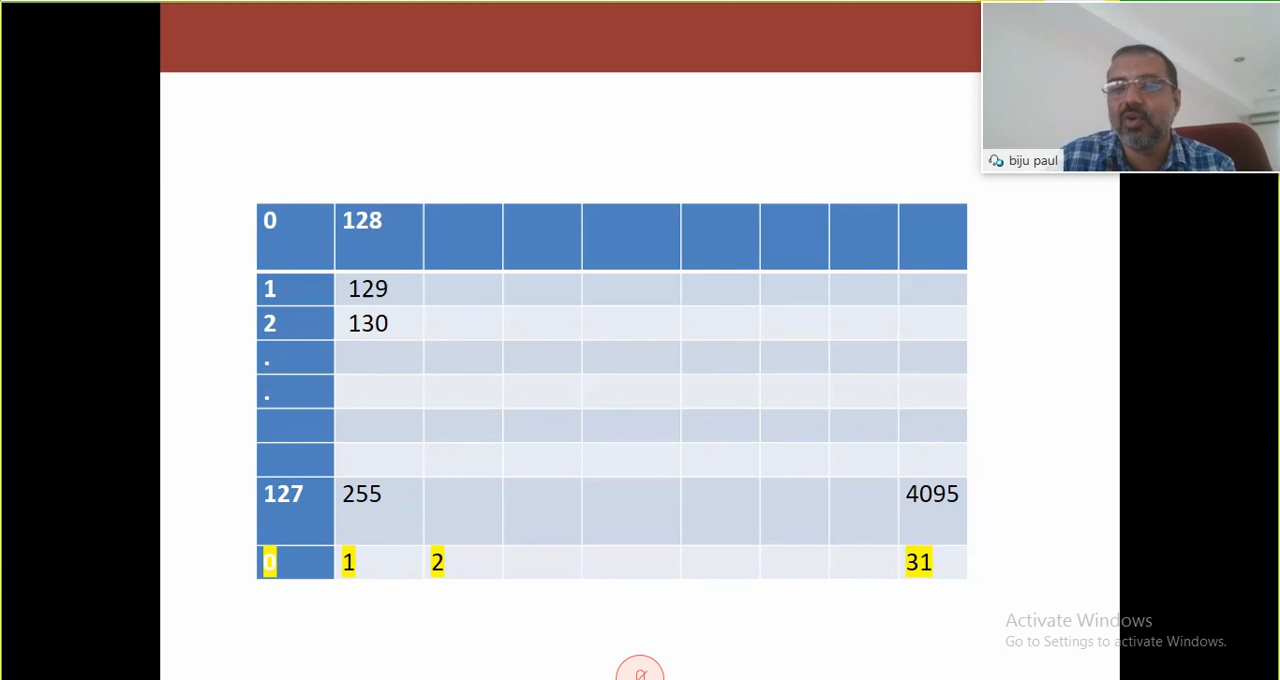 biju paul
0 128
1 129
2 130
.
.
127 255 4095
0 1 2 31
Activate Windows
Go to Settings to activate Windows.